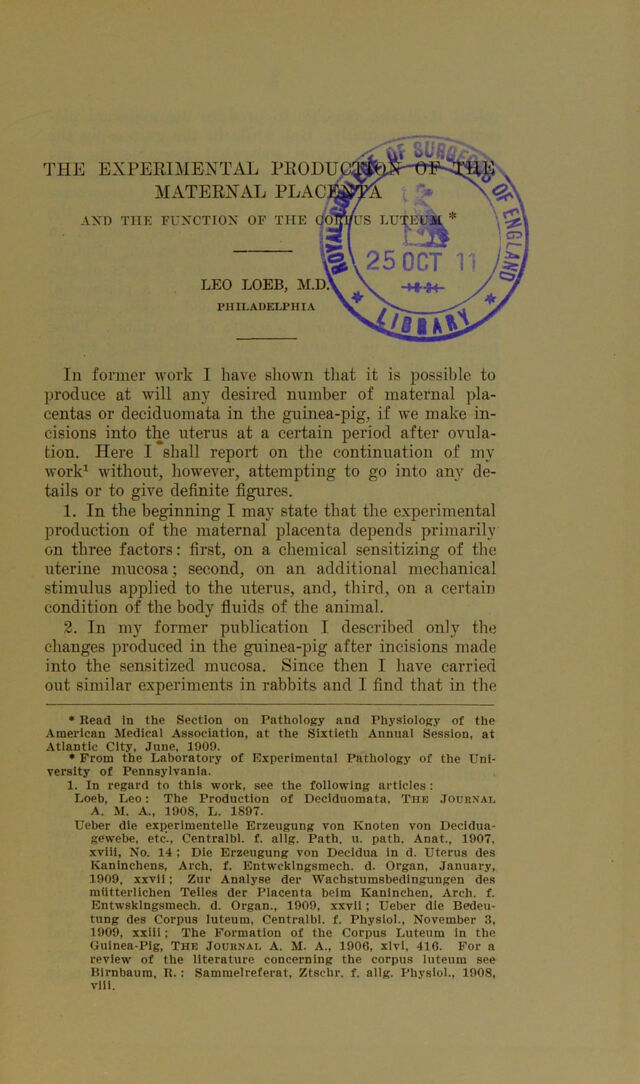 THE EXPERIMENTAL PRODUCTION OF THE
MATERNAL PLACENTA
AND THE FUNCTION OF THE CORPUS LUTEUM *
ROYAL COLLEGE OF SURGEONS OF ENGLAND
25 OCT 11
* LIBRARY *
LEO LOEB, M.D.
PHILADELPHIA
In former work I have shown that it is possible to
produce at will any desired number of maternal pla-
centas or deciduomata in the guinea-pig, if we make in-
cisions into the uterus at a certain period after ovula-
tion. Here I shall report on the continuation of my
work¹ without, however, attempting to go into any de-
tails or to give definite figures.
1. In the beginning I may state that the experimental
production of the maternal placenta depends primarily
on three factors: first, on a chemical sensitizing of the
uterine mucosa; second, on an additional mechanical
stimulus applied to the uterus, and, third, on a certain
condition of the body fluids of the animal.
2. In my former publication I described only the
changes produced in the guinea-pig after incisions made
into the sensitized mucosa. Since then I have carried
out similar experiments in rabbits and I find that in the
* Read in the Section on Pathology and Physiology of the
American Medical Association, at the Sixtieth Annual Session, at
Atlantic City, June, 1909.
* From the Laboratory of Experimental Pathology of the Uni-
versity of Pennsylvania.
1. In regard to this work, see the following articles:
Loeb, Leo: The Production of Deciduomata, THE JOURNAL
A. M. A., 1908, L. 1897.
Ueber die experimentelle Erzeugung von Knoten von Decidua-
gewebe, etc., Centralbl. f. allg. Path. u. path. Anat., 1907,
xviii, No. 14; Die Erzeugung von Decidua in d. Uterus des
Kaninchens, Arch. f. Entwcklngsmech. d. Organ, January,
1909, xxvii; Zur Analyse der Wachstumsbedingungen des
mütterlichen Teiles der Placenta beim Kaninchen, Arch. f.
Entwsklngsmech. d. Organ., 1909, xxvii; Ueber die Bedeu-
tung des Corpus luteum, Centralbl. f. Physiol., November 3,
1909, xxiii; The Formation of the Corpus Luteum in the
Guinea-Pig, THE JOURNAL A. M. A., 1906, xlvi, 416. For a
review of the literature concerning the corpus luteum see
Birnbaum, R.: Sammelreferat, Ztschr. f. allg. Physiol., 1908,
viii.